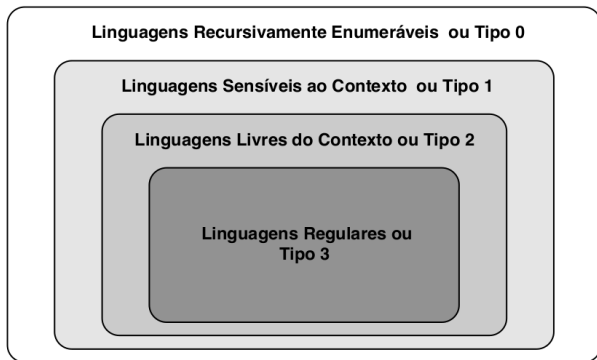 Linguagens Recursivamente Enumeráveis ou Tipo 0
Linguagens Sensíveis ao Contexto ou Tipo 1
Linguagens Livres do Contexto ou Tipo 2
Linguagens Regulares ou
Tipo 3